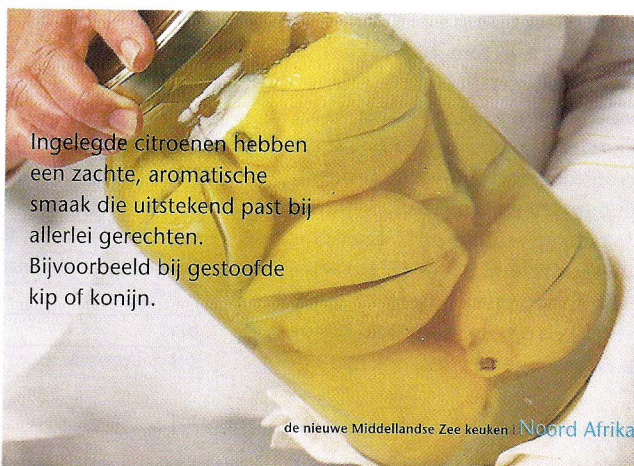 Ingelegde citroenen hebben
een zachte, aromatische
smaak die uitstekend past bij
allerlei gerechten.
Bijvoorbeeld bij gestoofde
kip of konijn.
de nieuwe Middellandse Zee keuken | Noord Afrika